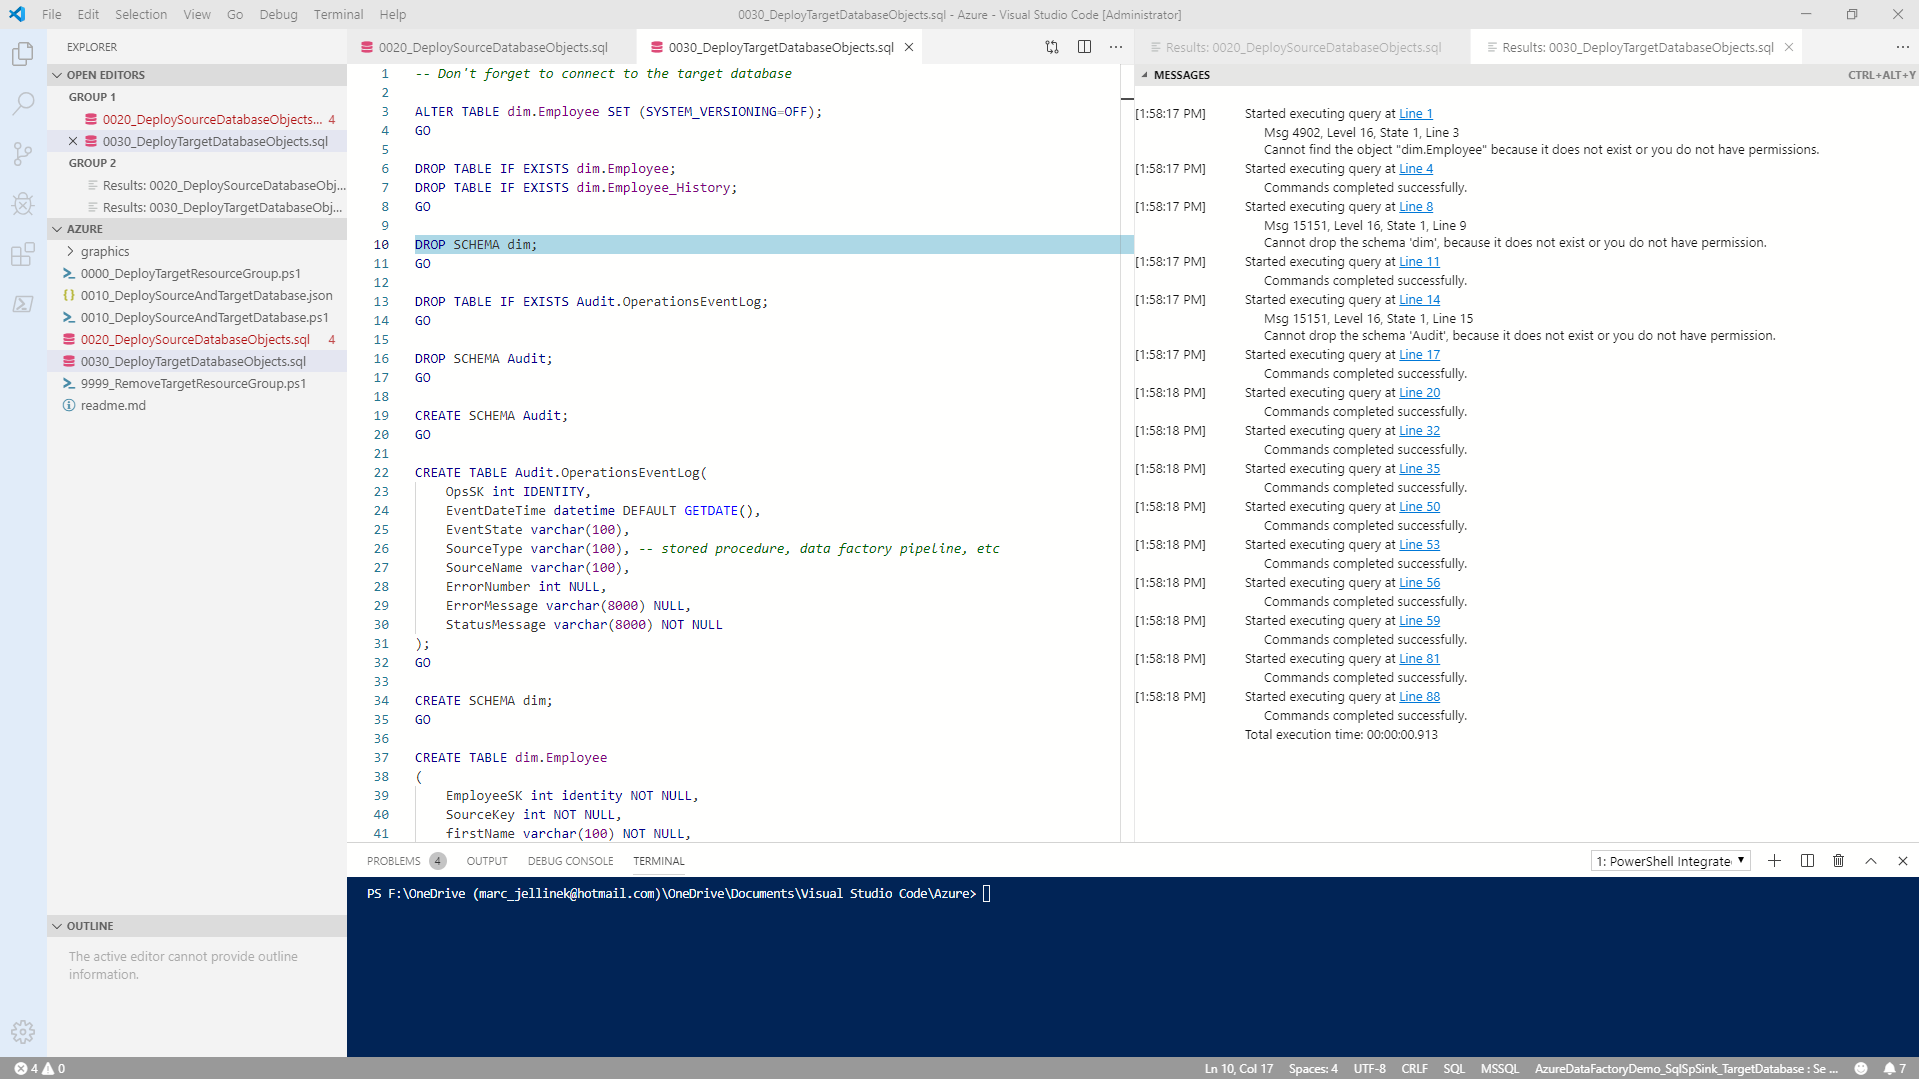 File Edit Selection View Go Debug Terminal Help
0030_DeployTargetDatabaseObjects.sql - Azure - Visual Studio Code [Administrator]
EXPLORER
OPEN EDITORS
GROUP 1
0020_DeploySourceDatabaseObjects... 4
0030_DeployTargetDatabaseObjects.sql
GROUP 2
Results: 0020_DeploySourceDatabaseObj...
Results: 0030_DeployTargetDatabaseObj...
AZURE
graphics
0000_DeployTargetResourceGroup.ps1
0010_DeploySourceAndTargetDatabase.json
0010_DeploySourceAndTargetDatabase.ps1
0020_DeploySourceDatabaseObjects.sql 4
0030_DeployTargetDatabaseObjects.sql
9999_RemoveTargetResourceGroup.ps1
readme.md
OUTLINE
The active editor cannot provide outline
information.
0020_DeploySourceDatabaseObjects.sql
0030_DeployTargetDatabaseObjects.sql
1 -- Don't forget to connect to the target database
2
3 ALTER TABLE dim.Employee SET (SYSTEM_VERSIONING=OFF);
4 GO
5
6 DROP TABLE IF EXISTS dim.Employee;
7 DROP TABLE IF EXISTS dim.Employee_History;
8 GO
9
10 DROP SCHEMA dim;
11 GO
12
13 DROP TABLE IF EXISTS Audit.OperationsEventLog;
14 GO
15
16 DROP SCHEMA Audit;
17 GO
18
19 CREATE SCHEMA Audit;
20 GO
21
22 CREATE TABLE Audit.OperationsEventLog(
23 OpsSK int IDENTITY,
24 EventDateTime datetime DEFAULT GETDATE(),
25 EventState varchar(100),
26 SourceType varchar(100), -- stored procedure, data factory pipeline, etc
27 SourceName varchar(100),
28 ErrorNumber int NULL,
29 ErrorMessage varchar(8000) NULL,
30 StatusMessage varchar(8000) NOT NULL
31 );
32 GO
33
34 CREATE SCHEMA dim;
35 GO
36
37 CREATE TABLE dim.Employee
38 (
39 EmployeeSK int identity NOT NULL,
40 SourceKey int NOT NULL,
41 firstName varchar(100) NOT NULL,
Results: 0020_DeploySourceDatabaseObjects.sql
Results: 0030_DeployTargetDatabaseObjects.sql
MESSAGES CTRL+ALT+Y
[1:58:17 PM] Started executing query at Line 1
Msg 4902, Level 16, State 1, Line 3
Cannot find the object "dim.Employee" because it does not exist or you do not have permissions.
[1:58:17 PM] Started executing query at Line 4
Commands completed successfully.
[1:58:17 PM] Started executing query at Line 8
Msg 15151, Level 16, State 1, Line 9
Cannot drop the schema 'dim', because it does not exist or you do not have permission.
[1:58:17 PM] Started executing query at Line 11
Commands completed successfully.
[1:58:17 PM] Started executing query at Line 14
Msg 15151, Level 16, State 1, Line 15
Cannot drop the schema 'Audit', because it does not exist or you do not have permission.
[1:58:17 PM] Started executing query at Line 17
Commands completed successfully.
[1:58:18 PM] Started executing query at Line 20
Commands completed successfully.
[1:58:18 PM] Started executing query at Line 32
Commands completed successfully.
[1:58:18 PM] Started executing query at Line 35
Commands completed successfully.
[1:58:18 PM] Started executing query at Line 50
Commands completed successfully.
[1:58:18 PM] Started executing query at Line 53
Commands completed successfully.
[1:58:18 PM] Started executing query at Line 56
Commands completed successfully.
[1:58:18 PM] Started executing query at Line 59
Commands completed successfully.
[1:58:18 PM] Started executing query at Line 81
Commands completed successfully.
[1:58:18 PM] Started executing query at Line 88
Commands completed successfully.
Total execution time: 00:00:00.913
PROBLEMS 4 OUTPUT DEBUG CONSOLE TERMINAL
1: PowerShell Integrate
PS F:\OneDrive (marc_jellinek@hotmail.com)\OneDrive\Documents\Visual Studio Code\Azure>
4 0
Ln 10, Col 17 Spaces: 4 UTF-8 CRLF SQL MSSQL AzureDataFactoryDemo_SqlSpSink_TargetDatabase : Se ... 7